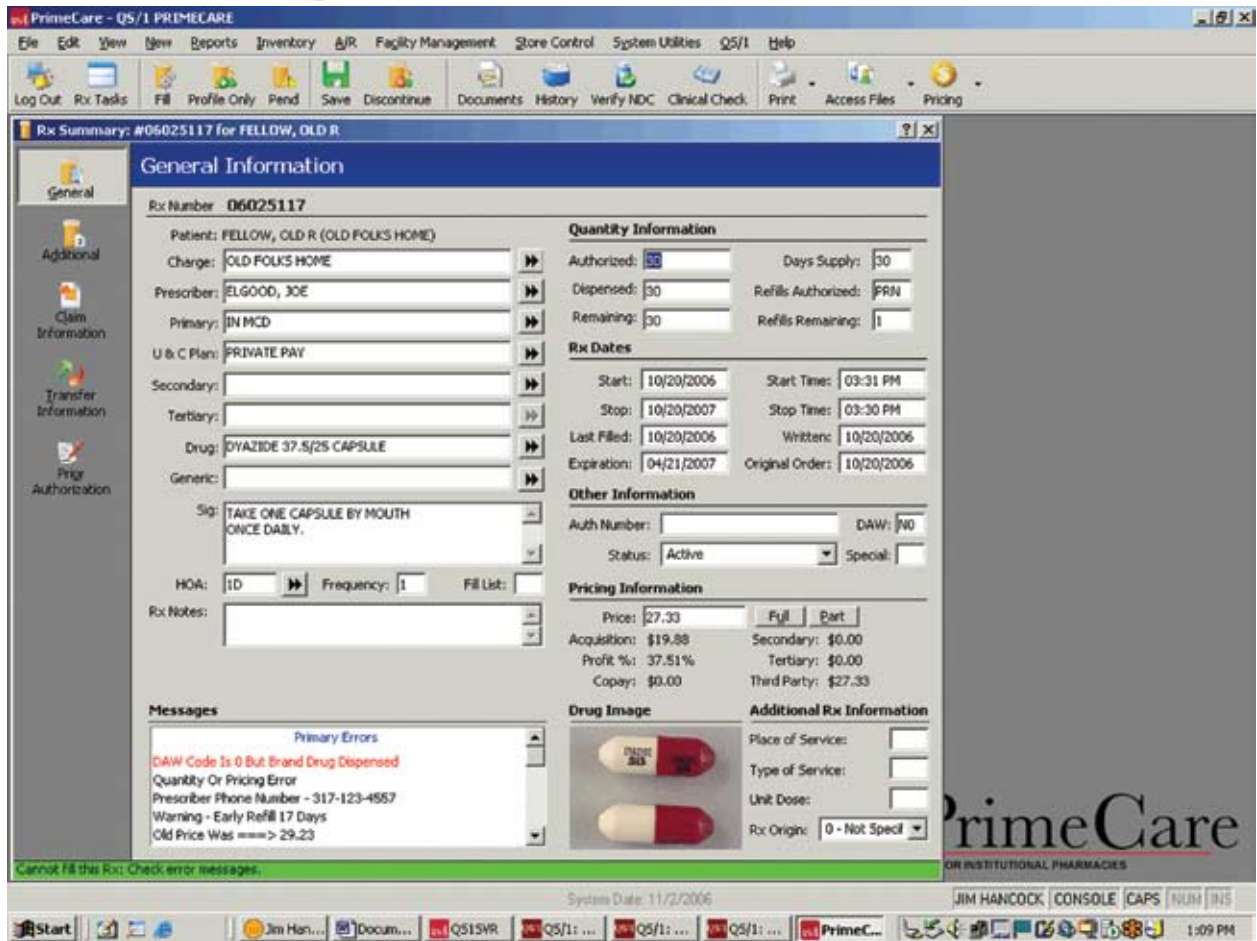 PrimeCare - QS/1 PRIMECARE
File Edit View New Reports Inventory A/R Facility Management Store Control System Utilities QS/1 Help
Log Out Rx Tasks Fill Profile Only Pend Save Discontinue Documents History Verify NDC Clinical Check Print Access Files Pricing
Rx Summary: #06025117 for FELLOW, OLD R
General
Additional
Claim
Information
Transfer
Information
Prior
Authorization
General Information
Rx Number 06025117
Patient: FELLOW, OLD R (OLD FOLKS HOME)
Charge: OLD FOLKS HOME
Prescriber: ELGOOD, JOE
Primary: IN MCD
U & C Plan: PRIVATE PAY
Secondary:
Tertiary:
Drug: DYAZIDE 37.5/25 CAPSULE
Generic:
Sig: TAKE ONE CAPSULE BY MOUTH
ONCE DAILY.
HOA: 1D Frequency: 1 Fill List:
Rx Notes:
Messages
Primary Errors
DAW Code Is 0 But Brand Drug Dispensed
Quantity Or Pricing Error
Prescriber Phone Number - 317-123-4557
Warning - Early Refill 17 Days
Old Price Was ===> 29.23
Quantity Information
Authorized: 30 Days Supply: 30
Dispensed: 30 Refills Authorized: PRN
Remaining: 30 Refills Remaining: 1
Rx Dates
Start: 10/20/2006 Start Time: 03:31 PM
Stop: 10/20/2007 Stop Time: 03:30 PM
Last Filled: 10/20/2006 Written: 10/20/2006
Expiration: 04/21/2007 Original Order: 10/20/2006
Other Information
Auth Number: DAW: N0
Status: Active Special:
Pricing Information
Price: 27.33 Full Part
Acquisition: $19.88 Secondary: $0.00
Profit %: 37.51% Tertiary: $0.00
Copay: $0.00 Third Party: $27.33
Drug Image
Additional Rx Information
Place of Service:
Type of Service:
Unit Dose:
Rx Origin: 0 - Not Specif
PrimeCare
FOR INSTITUTIONAL PHARMACIES
Cannot fill this Rx: Check error messages.
System Date: 11/2/2006 JIM HANCOCK CONSOLE CAPS NUM INS
Start Jim Han... Docum... QS1SVR QS/1: ... QS/1: ... QS/1: ... PrimeC... 1:09 PM